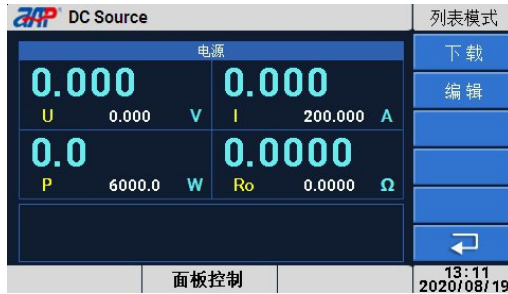 ZAP DC Source
列表模式
电源
下载
编辑
0.000
0.000
U 0.000 V
I 200.000 A
0.0
0.0000
P 6000.0 W
Ro 0.0000 Ω
面板控制
13:11
2020/08/19